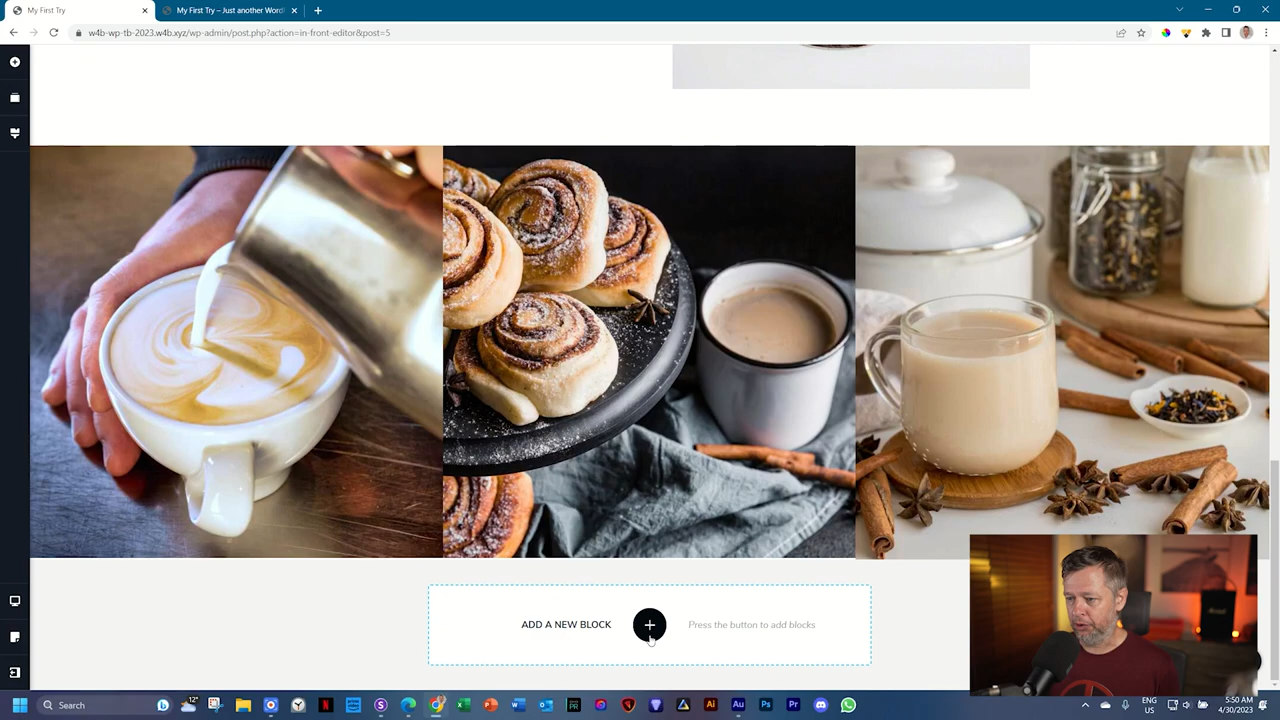 My First Try
My First Try – Just another Word
w4b-wp-tb-2023.w4b.xyz/wp-admin/post.php?action=in-front-editor&post=5
ADD A NEW BLOCK
Press the button to add blocks
Search
12°
ENG
US
5:50 AM
4/30/2023